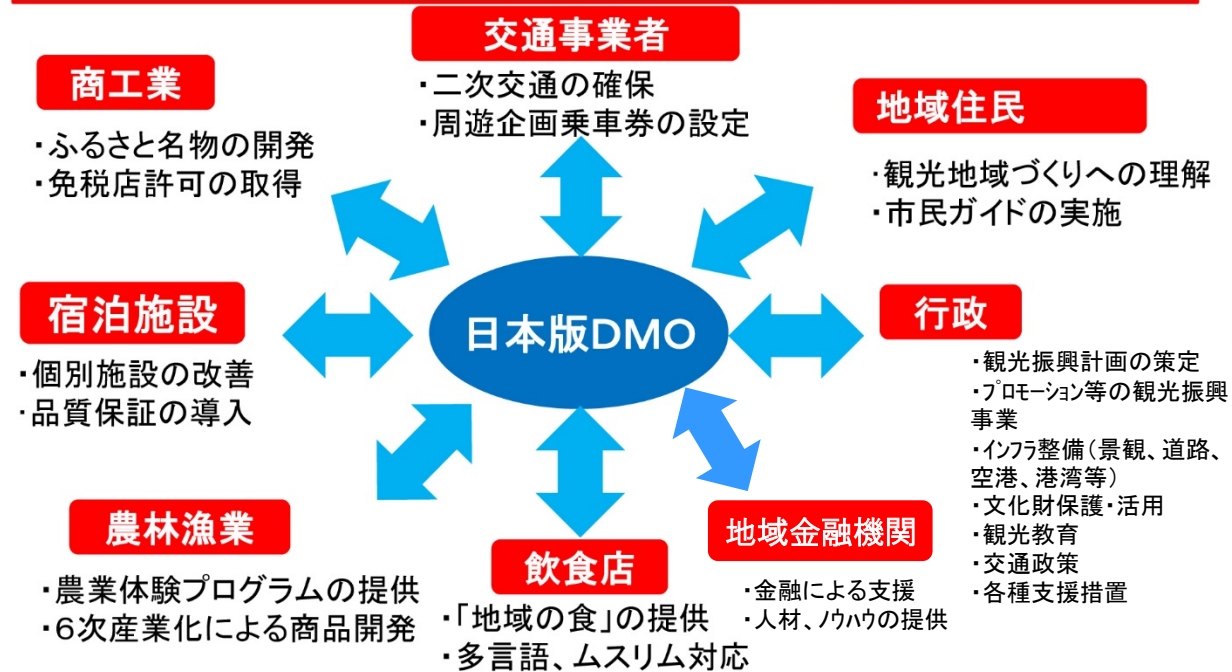 交通事業者
・二次交通の確保
・周遊企画乗車券の設定
商工業
・ふるさと名物の開発
・免税店許可の取得
地域住民
・観光地域づくりへの理解
・市民ガイドの実施
宿泊施設
・個別施設の改善
・品質保証の導入
日本版DMO
行政
・観光振興計画の策定
・プロモーション等の観光振興
事業
・インフラ整備(景観、道路、
空港、港湾等)
・文化財保護・活用
・観光教育
・交通政策
・各種支援措置
農林漁業
・農業体験プログラムの提供
・6次産業化による商品開発
飲食店
・「地域の食」の提供
・多言語、ムスリム対応
地域金融機関
・金融による支援
・人材、ノウハウの提供